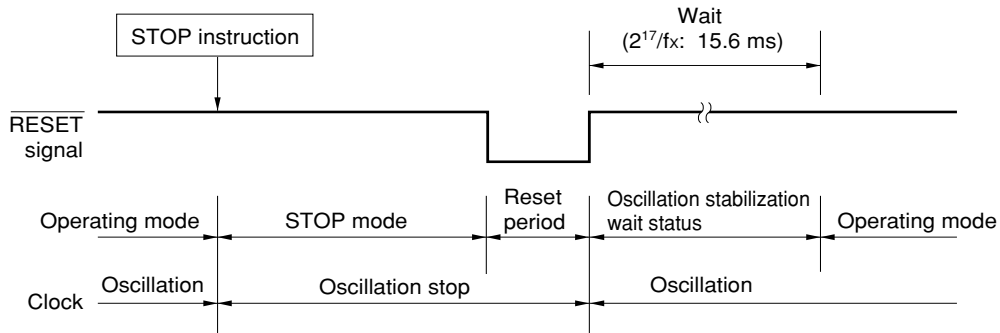 Wait
(2¹⁷/fx: 15.6 ms)
STOP instruction
RESET
signal
Reset
period
Oscillation stabilization
wait status
Operating mode
STOP mode
Operating mode
Clock
Oscillation
Oscillation stop
Oscillation